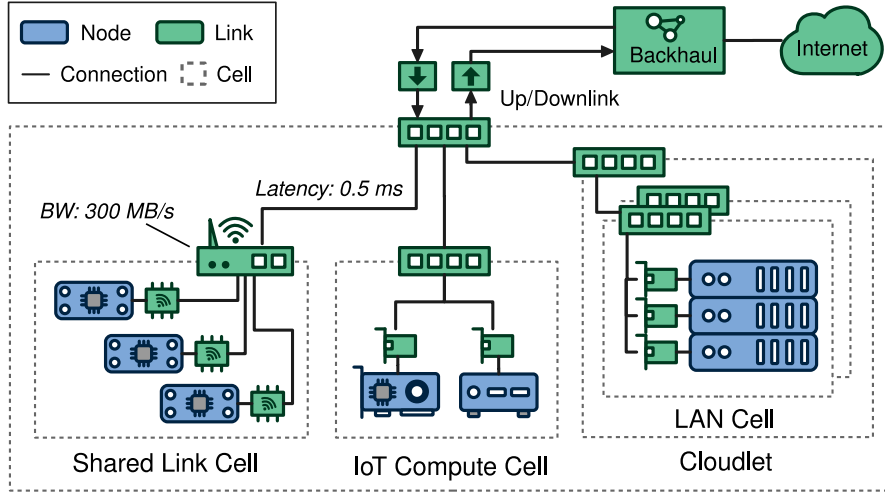 Node
Link
Connection
Cell
Backhaul
Internet
Up/Downlink
Latency: 0.5 ms
BW: 300 MB/s
LAN Cell
Shared Link Cell
IoT Compute Cell
Cloudlet